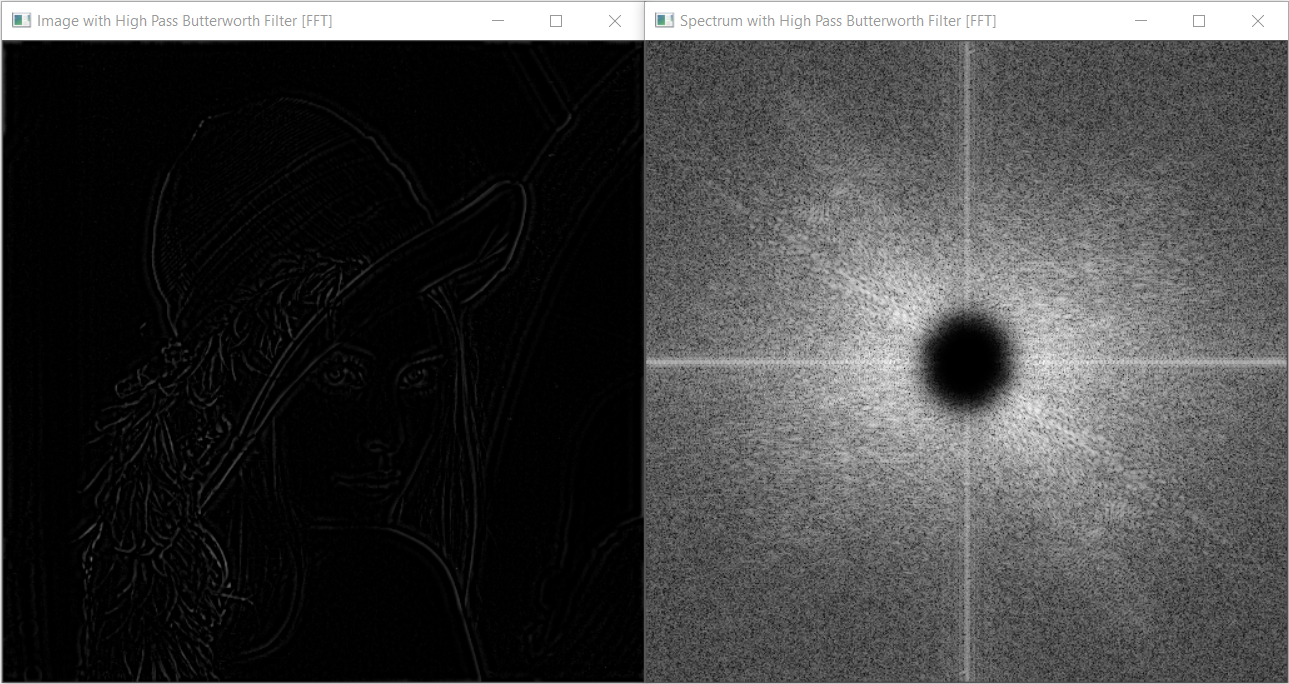 Image with High Pass Butterworth Filter [FFT]
Spectrum with High Pass Butterworth Filter [FFT]